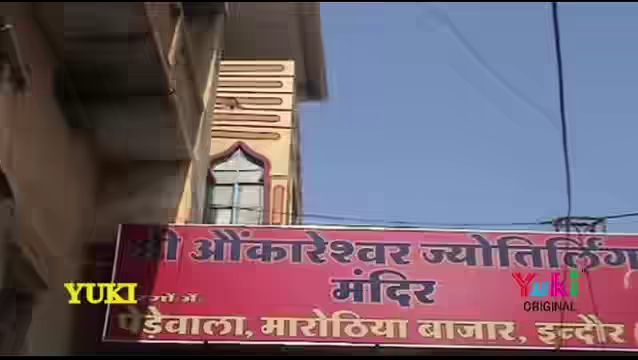 श्री औंकारेश्वर ज्योतिर्लिंग
मंदिर
पेड़ेवाला, मारोठिया बाजार, इन्दौर
YUKI
Yuki
ORIGINAL